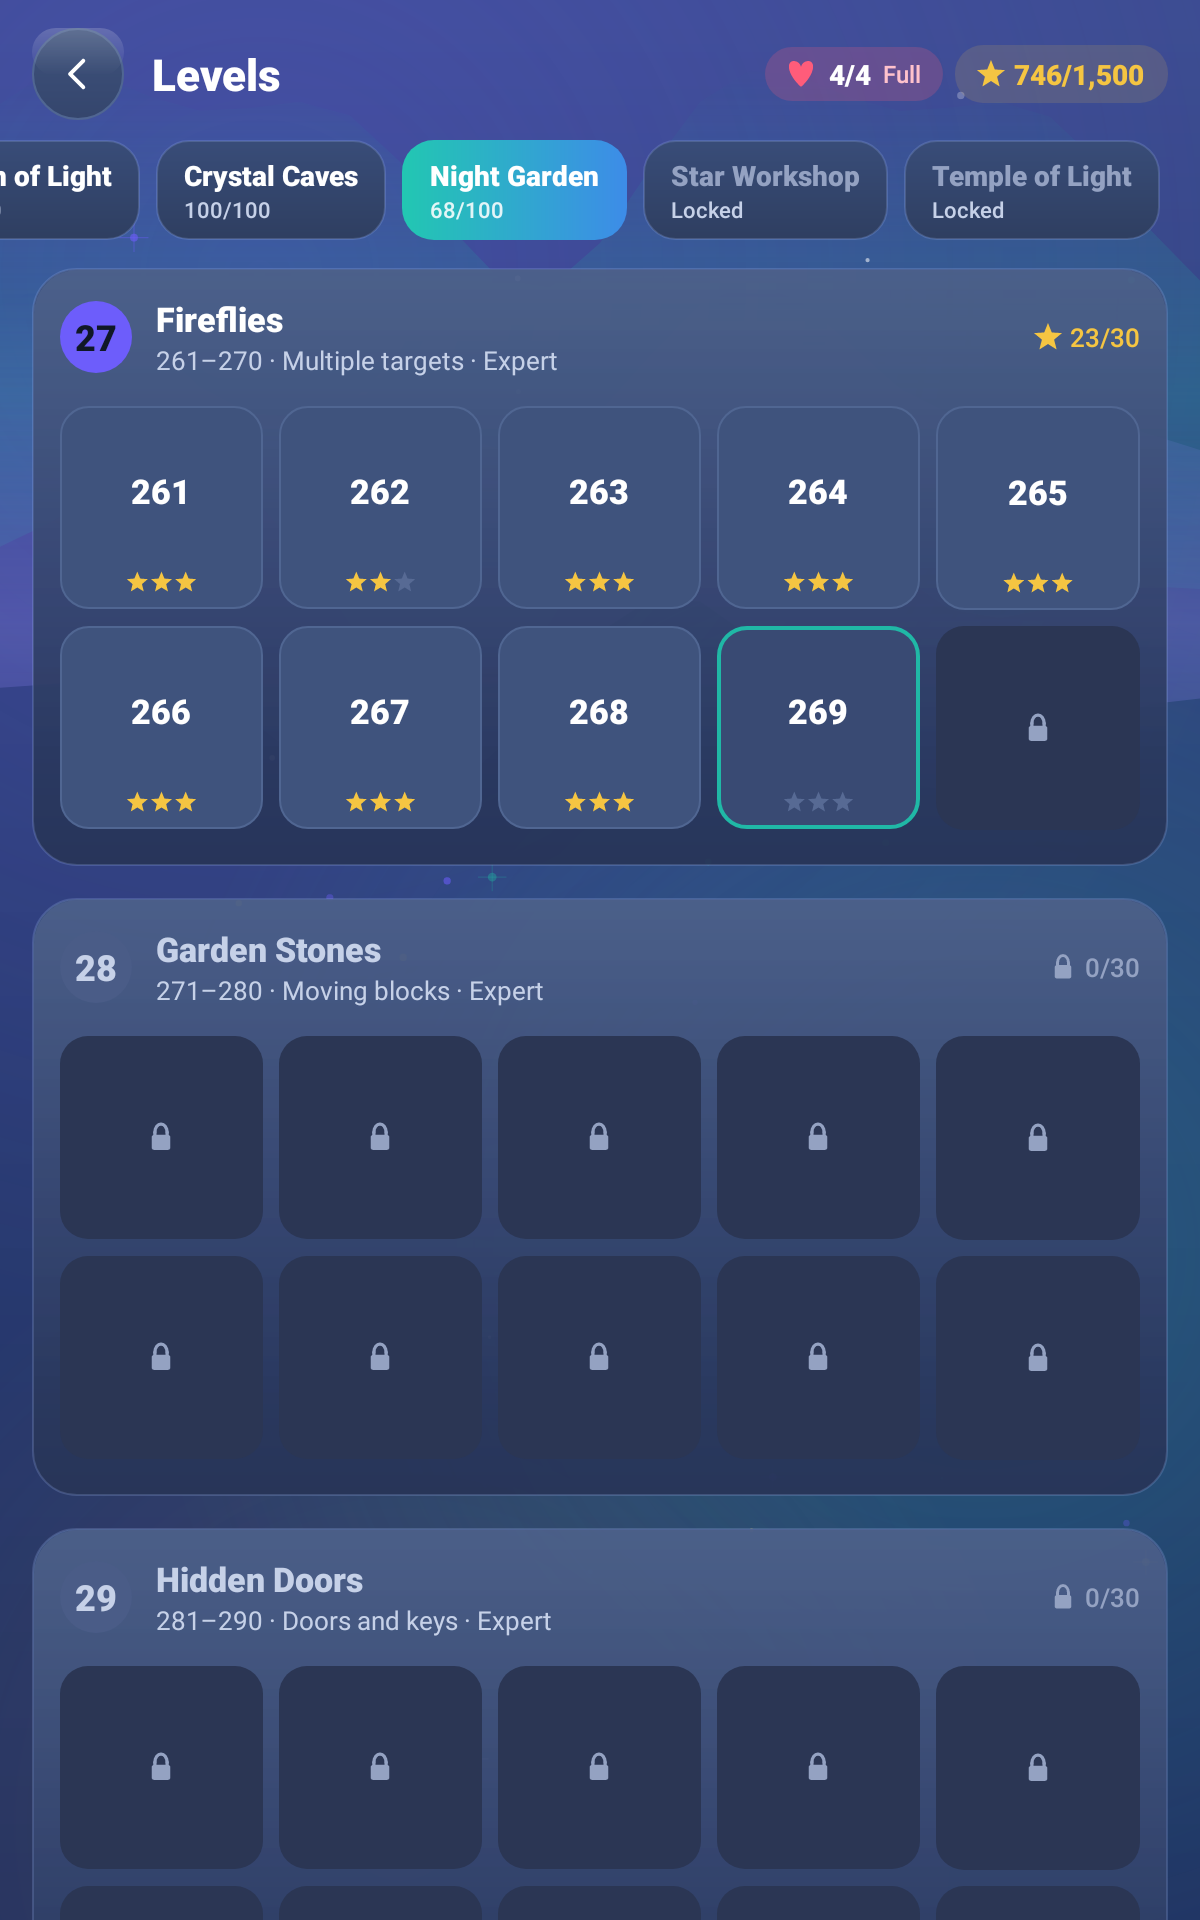 Levels
4/4 Full
746/1,500
of Light
Crystal Caves
100/100
Night Garden
68/100
Star Workshop
Locked
Temple of Light
Locked
27
Fireflies
261–270 · Multiple targets · Expert
23/30
261
262
263
264
265
266
267
268
269
28
Garden Stones
271–280 · Moving blocks · Expert
0/30
29
Hidden Doors
281–290 · Doors and keys · Expert
0/30